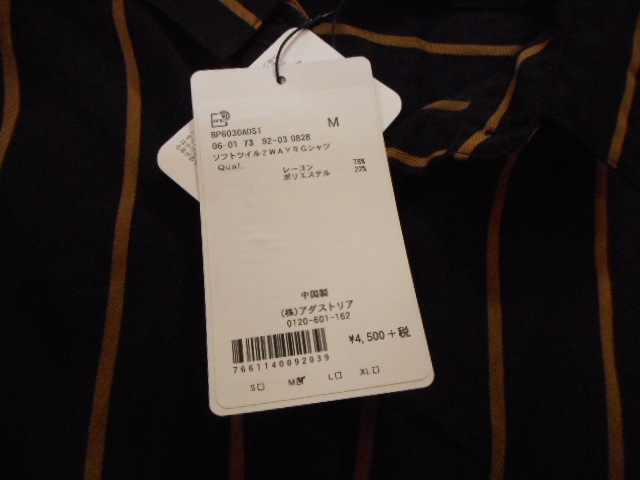 BP6030ADS1
M
06-01 73 92-03 0828
ソフトツイル2WAYRGシャツ
Qual.
レーヨン 78%
ポリエステル 22%
中国製
(株)アダストリア
0120-601-162
¥4,500+税
7661140092039
S□ M☑ L□ XL□